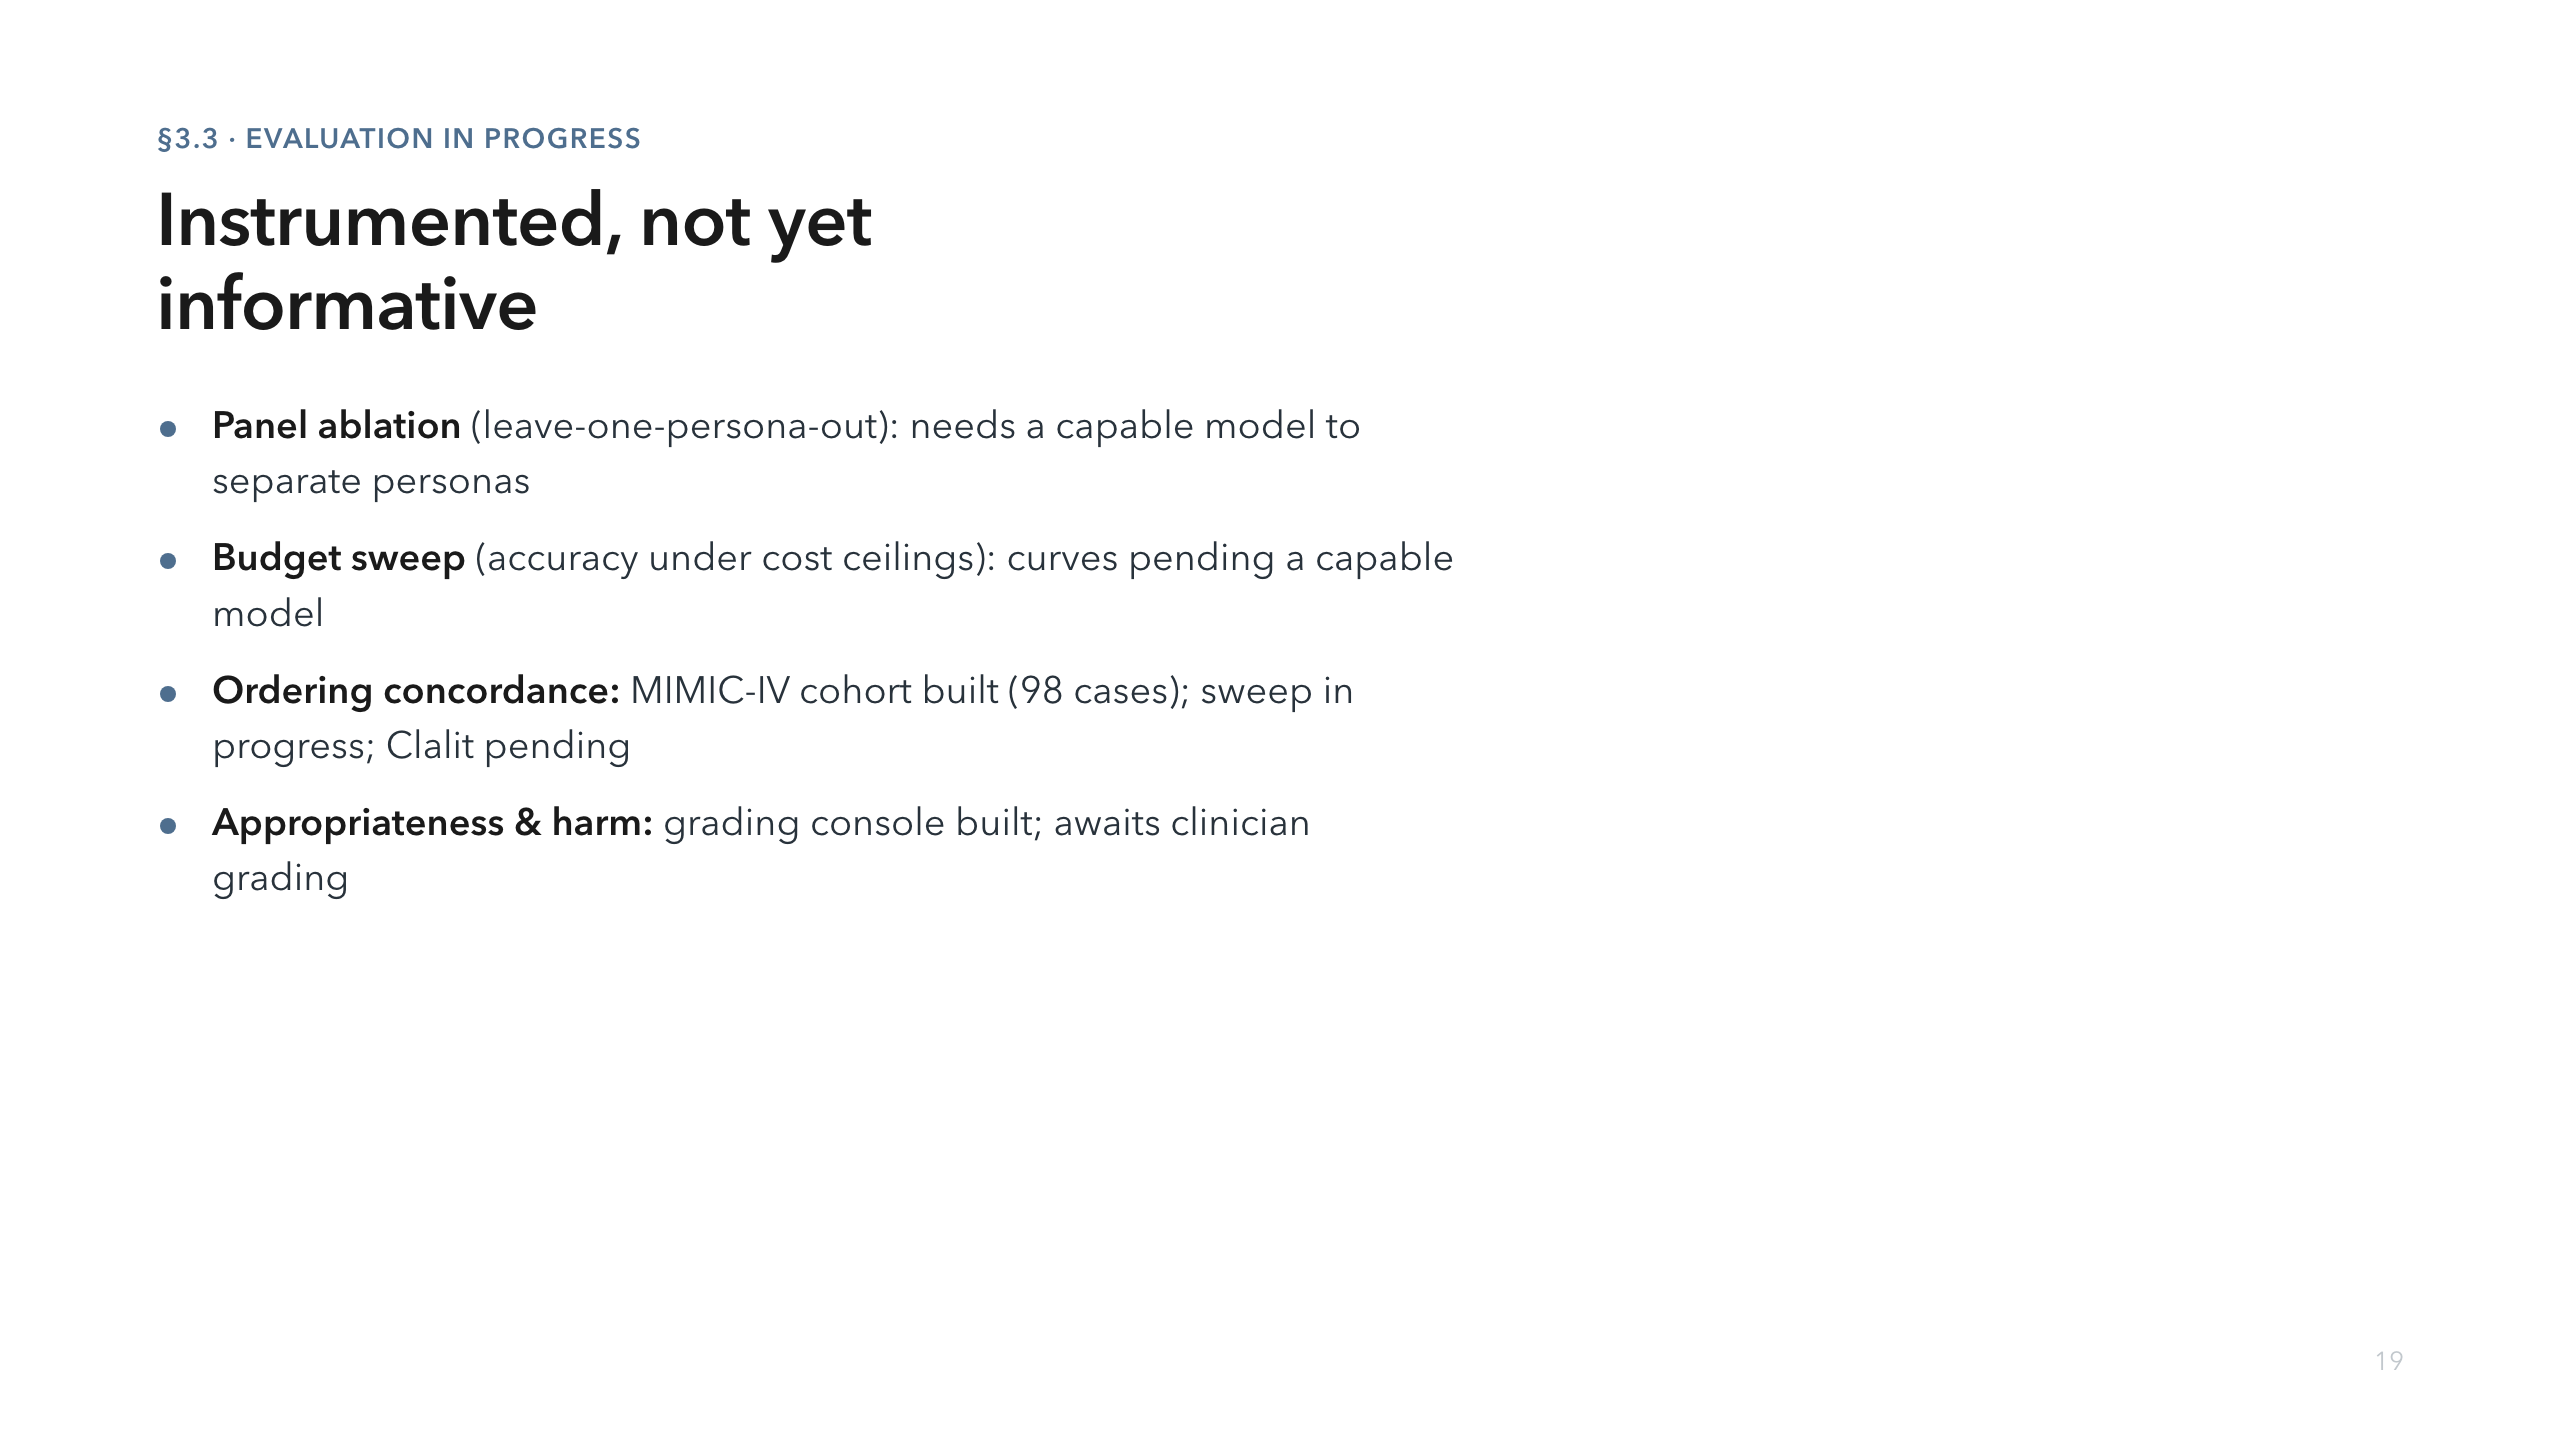 §3.3 · EVALUATION IN PROGRESS
Instrumented, not yet
informative
• Panel ablation (leave-one-persona-out): needs a capable model to
separate personas
• Budget sweep (accuracy under cost ceilings): curves pending a capable
model
• Ordering concordance: MIMIC-IV cohort built (98 cases); sweep in
progress; Clalit pending
• Appropriateness & harm: grading console built; awaits clinician
grading
19